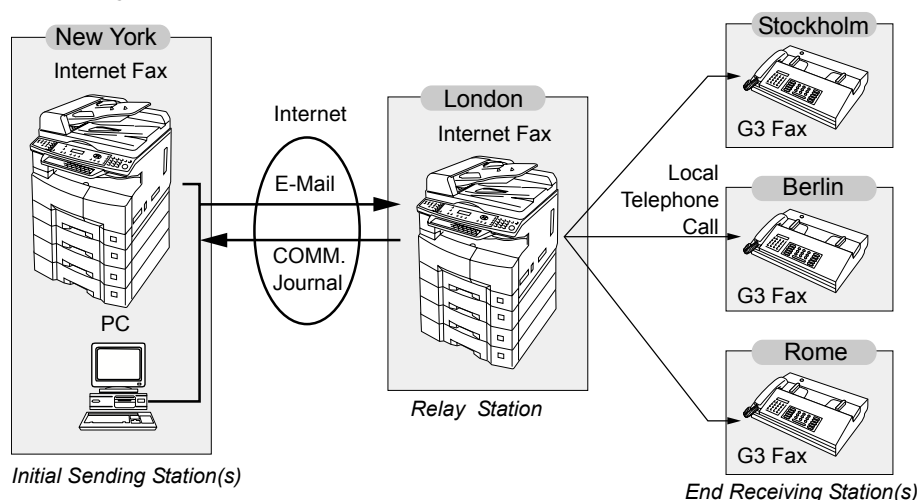 New York
Internet Fax
PC
Initial Sending Station(s)
Internet
E-Mail
COMM.
Journal
London
Internet Fax
Relay Station
Local
Telephone
Call
Stockholm
G3 Fax
Berlin
G3 Fax
Rome
G3 Fax
End Receiving Station(s)